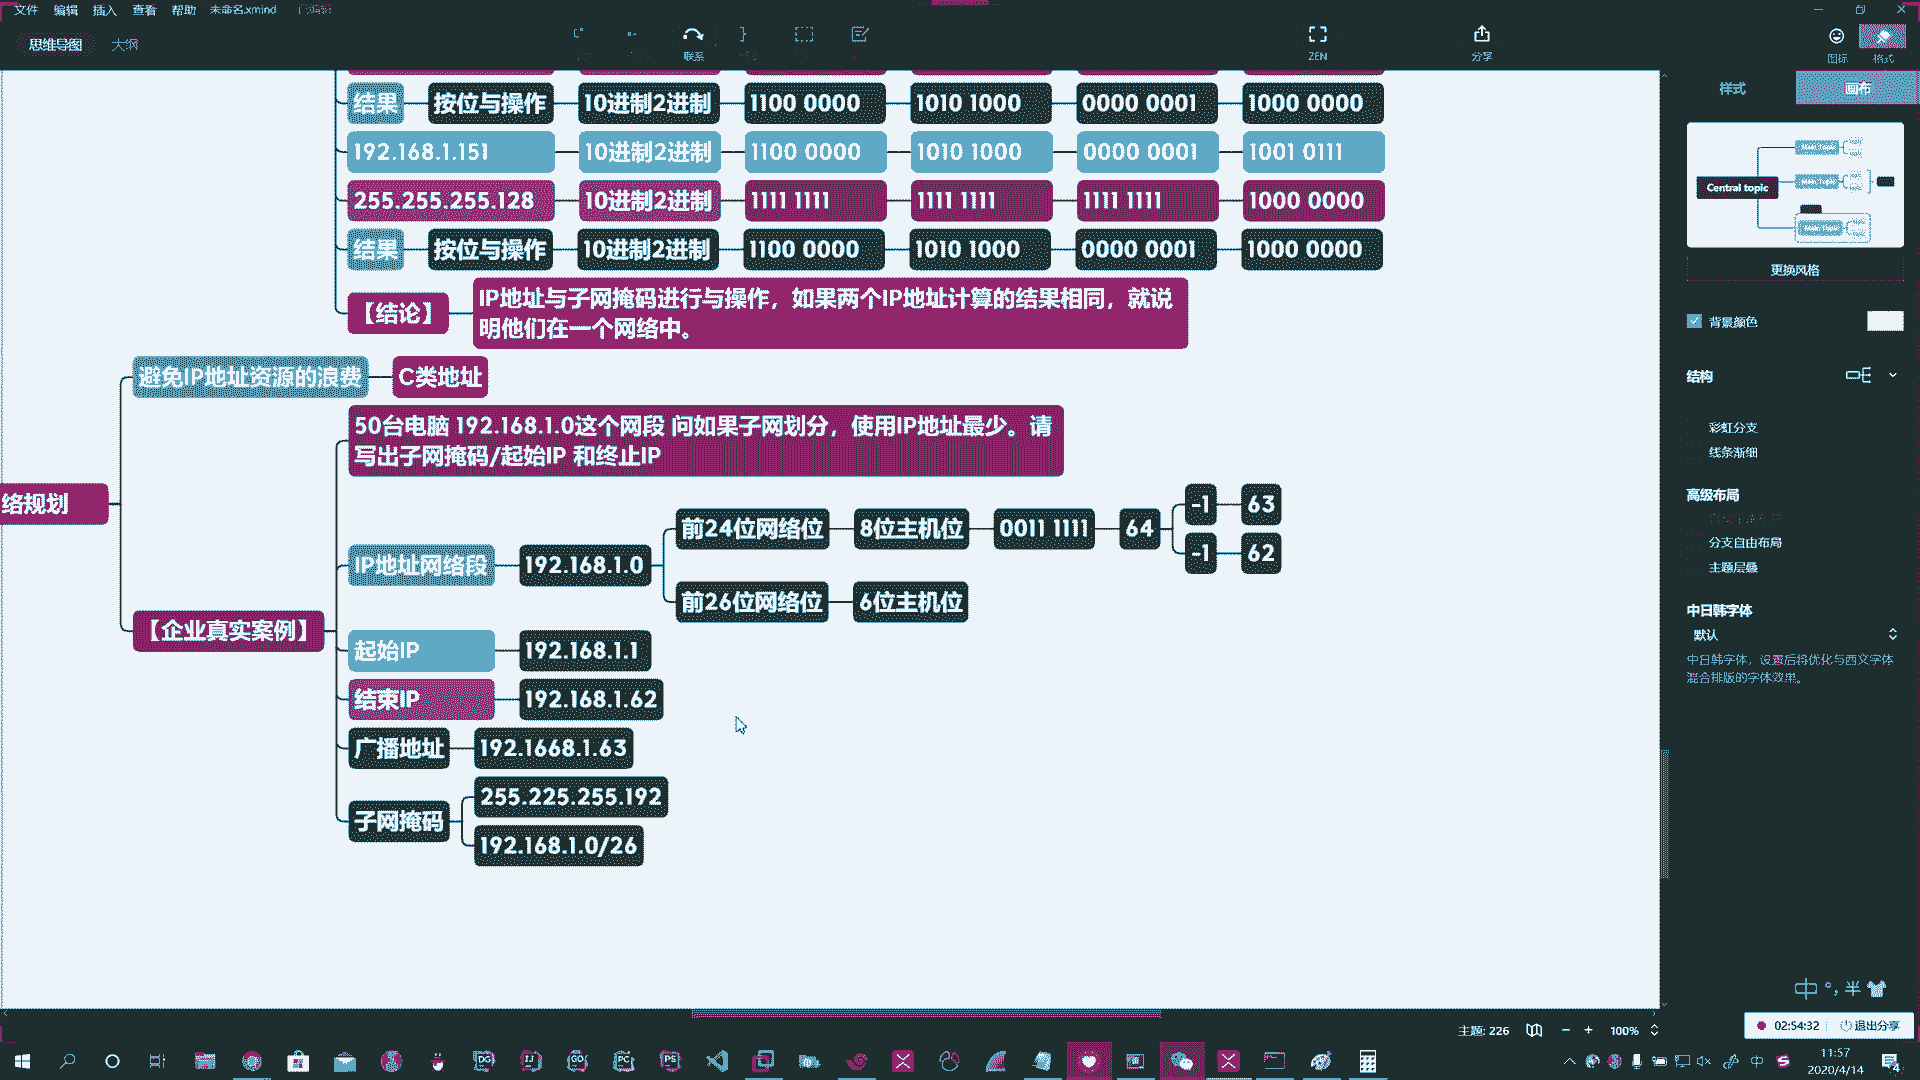 文件 编辑 插入 查看 帮助 未命名.xmind
思维导图 大纲
联系
ZEN
分享
图标 格式
样式 画布
结果 按位与操作 10进制2进制 1100 0000 1010 1000 0000 0001 1000 0000
192.168.1.151 10进制2进制 1100 0000 1010 1000 0000 0001 1001 0111
255.255.255.128 10进制2进制 1111 1111 1111 1111 1111 1111 1000 0000
结果 按位与操作 10进制2进制 1100 0000 1010 1000 0000 0001 1000 0000
【结论】
IP地址与子网掩码进行与操作，如果两个IP地址计算的结果相同，就说
明他们在一个网络中。
避免IP地址资源的浪费 C类地址
50台电脑 192.168.1.0这个网段 问如果子网划分，使用IP地址最少。请
写出子网掩码/起始IP 和终止IP
络规划
【企业真实案例】
IP地址网络段 192.168.1.0
前24位网络位 8位主机位 0011 1111 64
-1 63
-1 62
前26位网络位 6位主机位
起始IP 192.168.1.1
结束IP 192.168.1.62
广播地址 192.1668.1.63
子网掩码
255.225.255.192
192.168.1.0/26
Central topic
Main Topic
Main Topic
Main Topic
更换风格
背景颜色
结构
彩虹分支
线条渐细
高级布局
分支自由布局
主题层叠
中日韩字体
默认
中日韩字体，设置后将优化与西文字体
混合排版的字体效果。
中 °, 半
主题: 226 100%
02:54:32 退出分享
DG IJ GO PC PS
中
11:57
2020/4/14
4